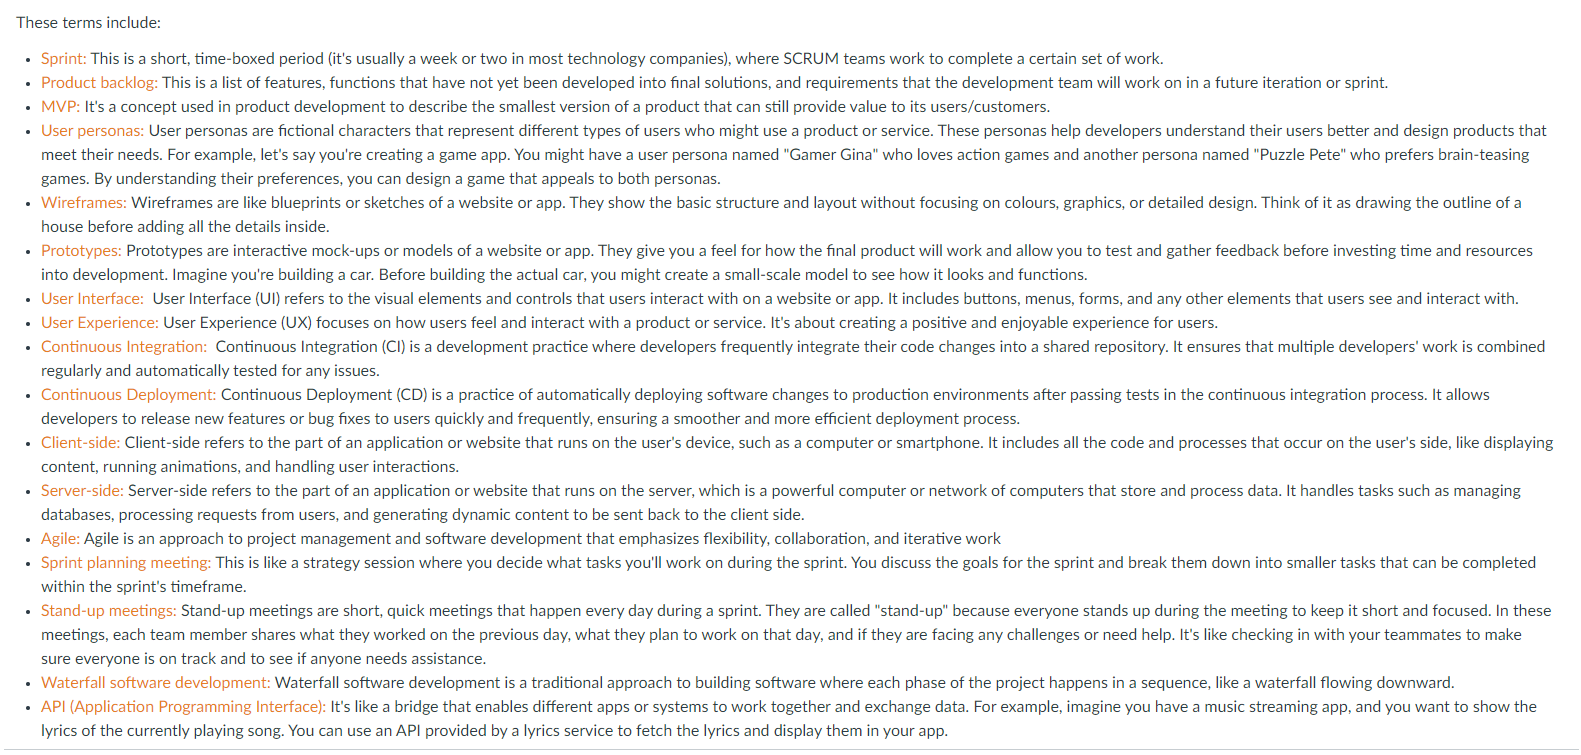 These terms include:
• Sprint: This is a short, time-boxed period (it's usually a week or two in most technology companies), where SCRUM teams work to complete a certain set of work.
• Product backlog: This is a list of features, functions that have not yet been developed into final solutions, and requirements that the development team will work on in a future iteration or sprint.
• MVP: It's a concept used in product development to describe the smallest version of a product that can still provide value to its users/customers.
• User personas: User personas are fictional characters that represent different types of users who might use a product or service. These personas help developers understand their users better and design products that
meet their needs. For example, let's say you're creating a game app. You might have a user persona named "Gamer Gina" who loves action games and another persona named "Puzzle Pete" who prefers brain-teasing
games. By understanding their preferences, you can design a game that appeals to both personas.
• Wireframes: Wireframes are like blueprints or sketches of a website or app. They show the basic structure and layout without focusing on colours, graphics, or detailed design. Think of it as drawing the outline of a
house before adding all the details inside.
• Prototypes: Prototypes are interactive mock-ups or models of a website or app. They give you a feel for how the final product will work and allow you to test and gather feedback before investing time and resources
into development. Imagine you're building a car. Before building the actual car, you might create a small-scale model to see how it looks and functions.
• User Interface:  User Interface (UI) refers to the visual elements and controls that users interact with on a website or app. It includes buttons, menus, forms, and any other elements that users see and interact with.
• User Experience: User Experience (UX) focuses on how users feel and interact with a product or service. It's about creating a positive and enjoyable experience for users.
• Continuous Integration:  Continuous Integration (CI) is a development practice where developers frequently integrate their code changes into a shared repository. It ensures that multiple developers' work is combined
regularly and automatically tested for any issues.
• Continuous Deployment: Continuous Deployment (CD) is a practice of automatically deploying software changes to production environments after passing tests in the continuous integration process. It allows
developers to release new features or bug fixes to users quickly and frequently, ensuring a smoother and more efficient deployment process.
• Client-side: Client-side refers to the part of an application or website that runs on the user's device, such as a computer or smartphone. It includes all the code and processes that occur on the user's side, like displaying
content, running animations, and handling user interactions.
• Server-side: Server-side refers to the part of an application or website that runs on the server, which is a powerful computer or network of computers that store and process data. It handles tasks such as managing
databases, processing requests from users, and generating dynamic content to be sent back to the client side.
• Agile: Agile is an approach to project management and software development that emphasizes flexibility, collaboration, and iterative work
• Sprint planning meeting: This is like a strategy session where you decide what tasks you'll work on during the sprint. You discuss the goals for the sprint and break them down into smaller tasks that can be completed
within the sprint's timeframe.
• Stand-up meetings: Stand-up meetings are short, quick meetings that happen every day during a sprint. They are called "stand-up" because everyone stands up during the meeting to keep it short and focused. In these
meetings, each team member shares what they worked on the previous day, what they plan to work on that day, and if they are facing any challenges or need help. It's like checking in with your teammates to make
sure everyone is on track and to see if anyone needs assistance.
• Waterfall software development: Waterfall software development is a traditional approach to building software where each phase of the project happens in a sequence, like a waterfall flowing downward.
• API (Application Programming Interface): It's like a bridge that enables different apps or systems to work together and exchange data. For example, imagine you have a music streaming app, and you want to show the
lyrics of the currently playing song. You can use an API provided by a lyrics service to fetch the lyrics and display them in your app.